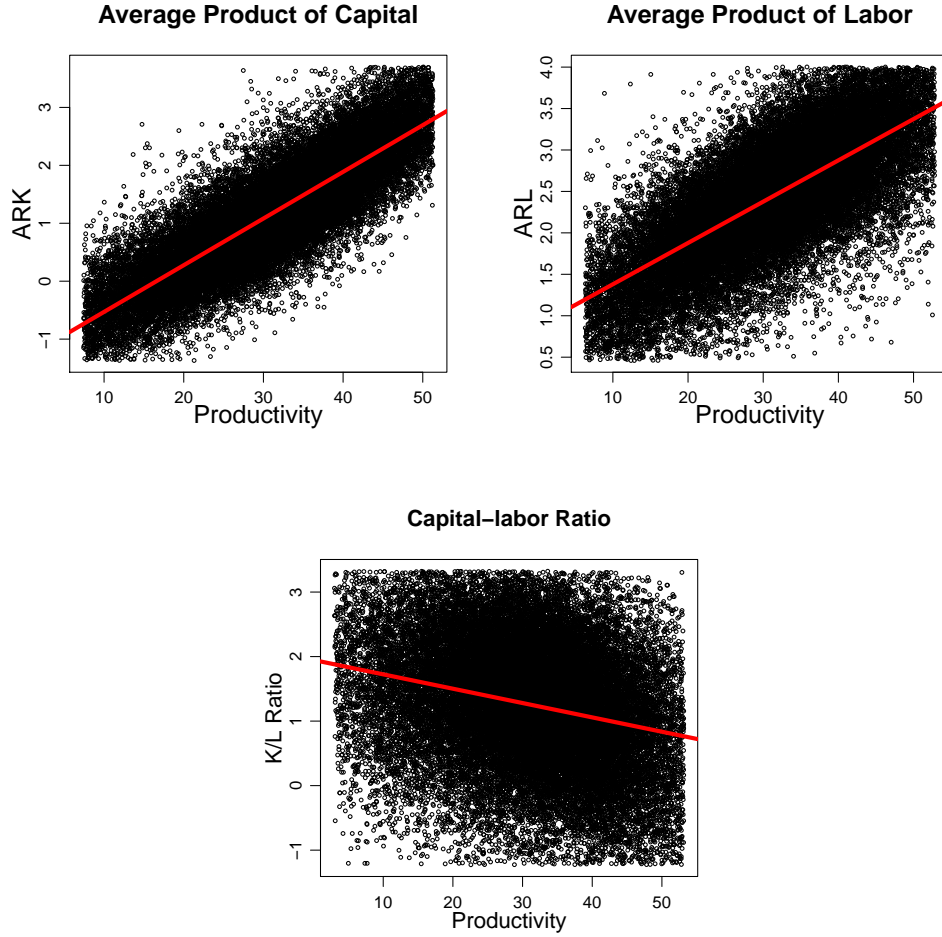 Average Product of Capital
ARK
3
2
1
0
−1
10 20 30 40 50
Productivity
Average Product of Labor
ARL
4.0
3.5
3.0
2.5
2.0
1.5
1.0
0.5
10 20 30 40 50
Productivity
Capital−labor Ratio
K/L Ratio
3
2
1
0
−1
10 20 30 40 50
Productivity